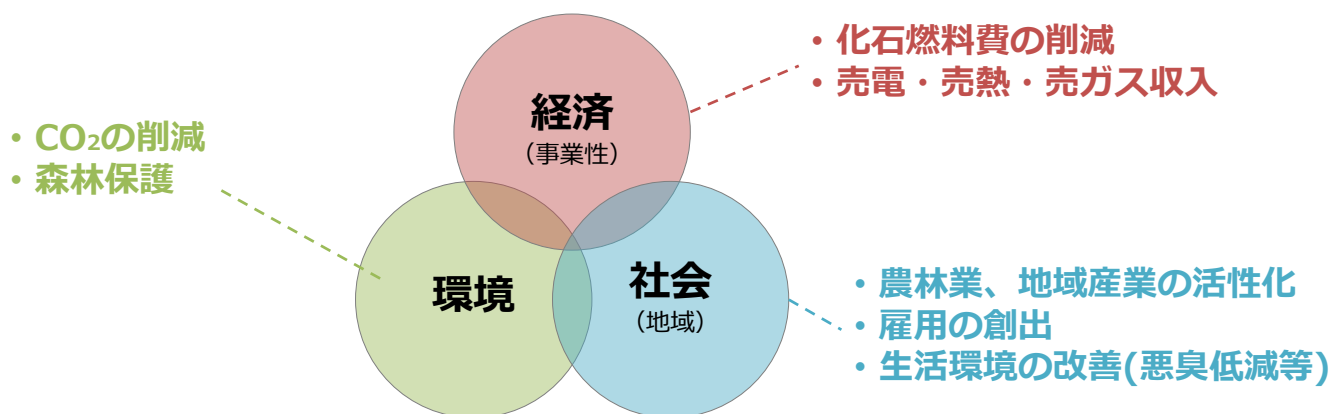 • 化石燃料費の削減
• 売電・売熱・売ガス収入
経済
（事業性）
• CO₂の削減
• 森林保護
環境
社会
（地域）
• 農林業、地域産業の活性化
• 雇用の創出
• 生活環境の改善(悪臭低減等)